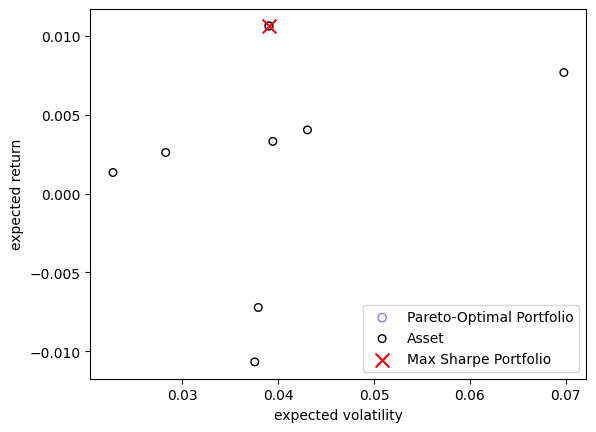 0.010
0.005
0.000
−0.005
−0.010
expected return
0.03 0.04 0.05 0.06 0.07
expected volatility
Pareto-Optimal Portfolio
Asset
Max Sharpe Portfolio